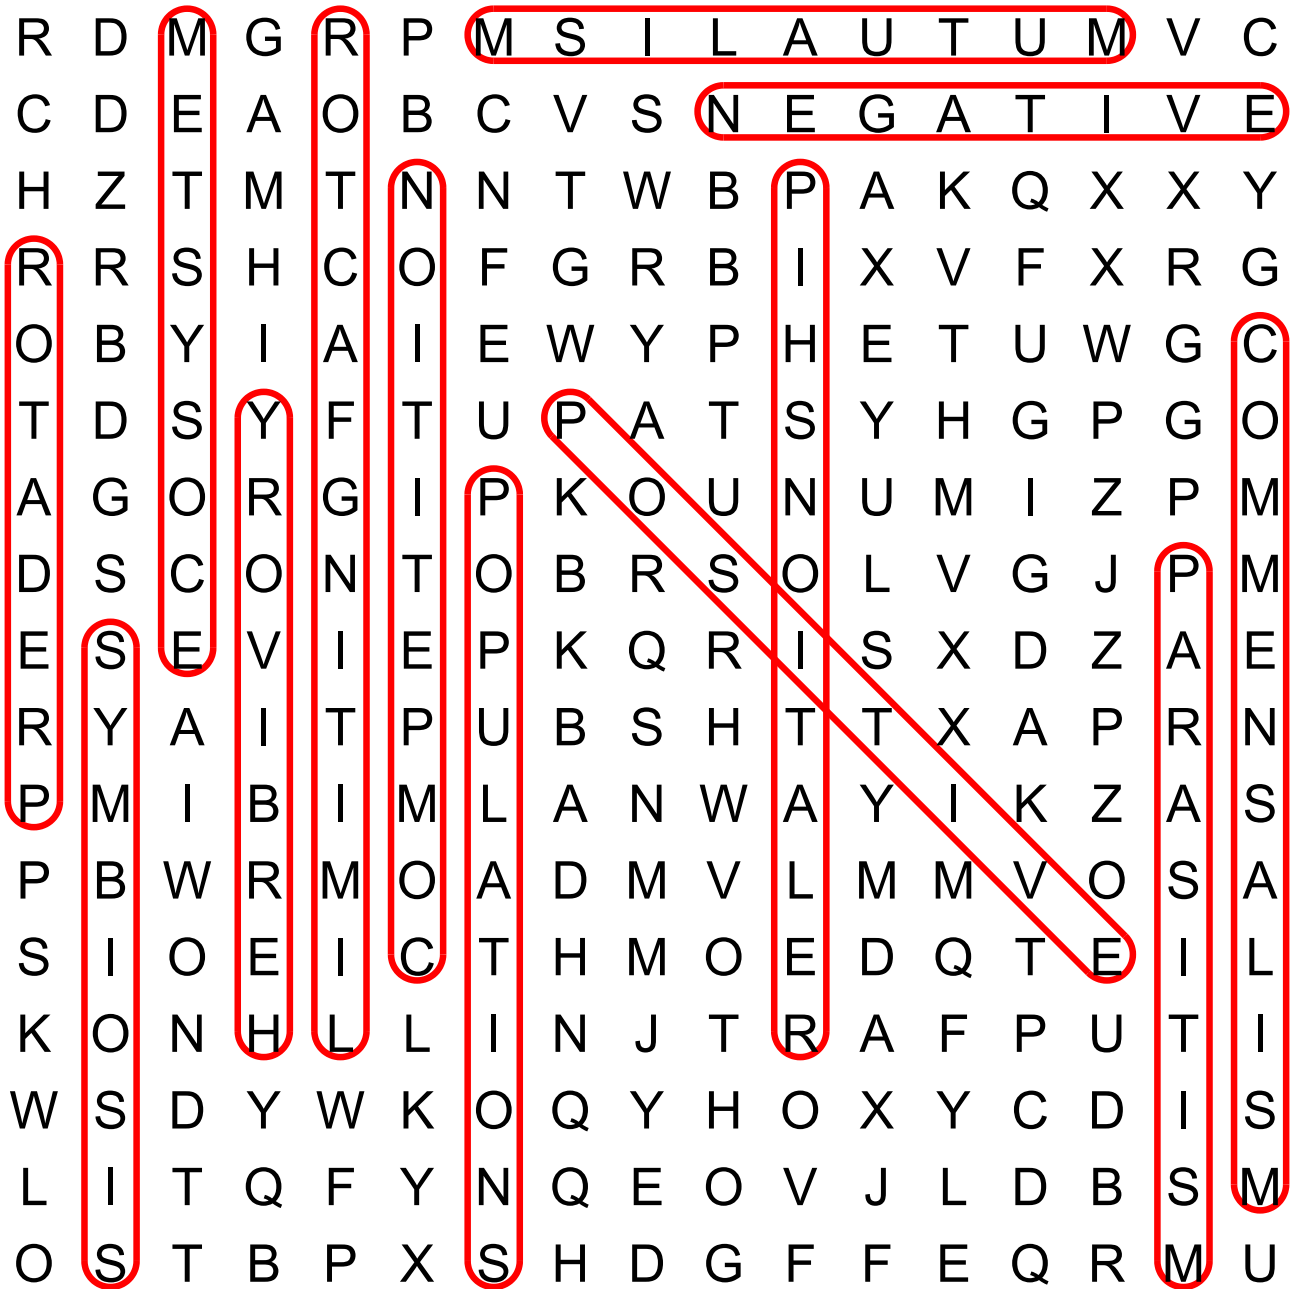 R D M G R P M S I L A U T U M V C
C D E A O B C V S N E G A T I V E
H Z T M T N N T W B P A K Q X X Y
R R S H C O F G R B I X V F X R G
O B Y I A I E W Y P H E T U W G C
T D S Y F T U P A T S Y H G P G O
A G O R G I P K O U N U M I Z P M
D S C O N T O B R S O L V G J P M
E S E V I E P K Q R I S X D Z A E
R Y A I T P U B S H T T X A P R N
P M I B I M L A N W A Y I K Z A S
P B W R M O A D M V L M M V O S A
S I O E I C T H M O E D Q T E I L
K O N H L L I N J T R A F P U T I
W S D Y W K O Q Y H O X Y C D I S
L I T Q F Y N Q E O V J L D B S M
O S T B P X S H D G F F E Q R M U